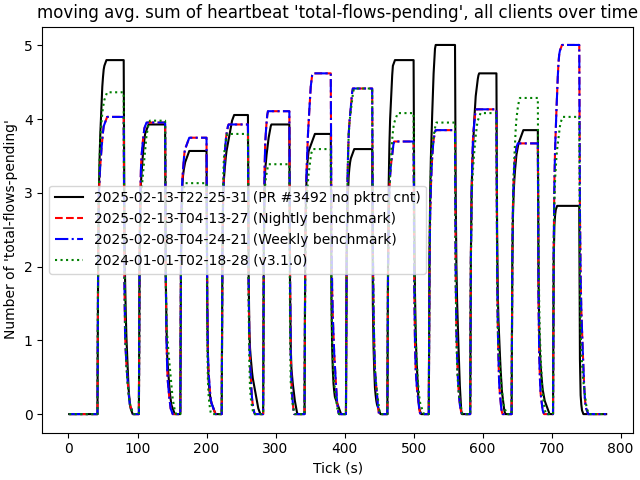 moving avg. sum of heartbeat 'total-flows-pending', all clients over time
Number of 'total-flows-pending'
5
4
3
2
1
0
2025-02-13-T22-25-31 (PR #3492 no pktrc cnt)
2025-02-13-T04-13-27 (Nightly benchmark)
2025-02-08-T04-24-21 (Weekly benchmark)
2024-01-01-T02-18-28 (v3.1.0)
0 100 200 300 400 500 600 700 800
Tick (s)